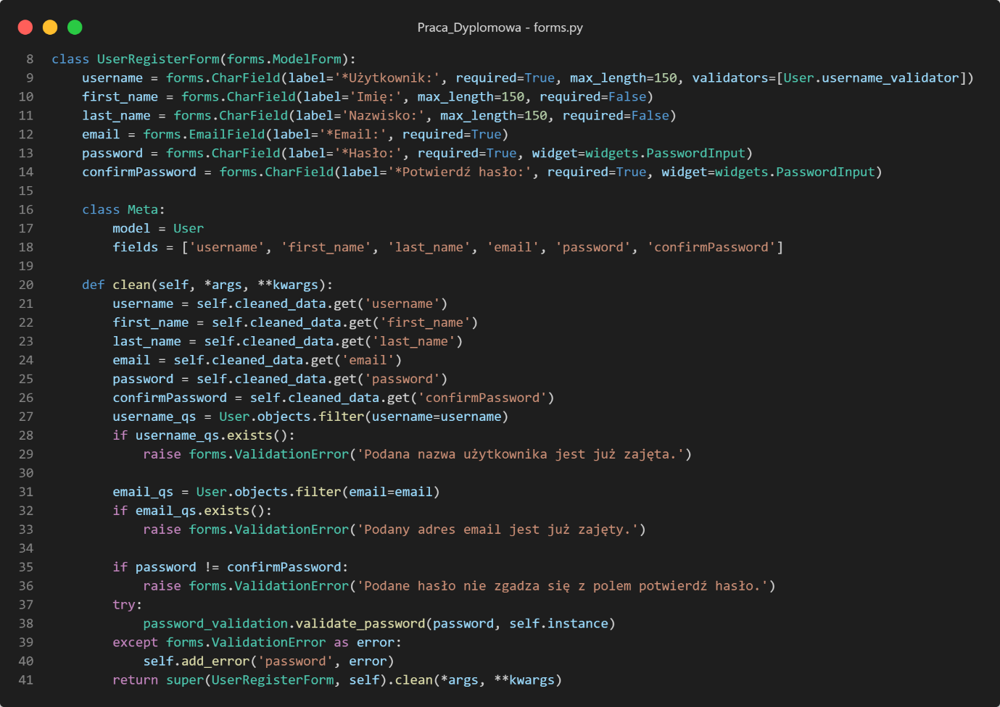 Praca_Dyplomowa - forms.py
8 class UserRegisterForm(forms.ModelForm):
9     username = forms.CharField(label='*Użytkownik:', required=True, max_length=150, validators=[User.username_validator])
10     first_name = forms.CharField(label='Imię:', max_length=150, required=False)
11     last_name = forms.CharField(label='Nazwisko:', max_length=150, required=False)
12     email = forms.EmailField(label='*Email:', required=True)
13     password = forms.CharField(label='*Hasło:', required=True, widget=widgets.PasswordInput)
14     confirmPassword = forms.CharField(label='*Potwierdź hasło:', required=True, widget=widgets.PasswordInput)
15
16     class Meta:
17         model = User
18         fields = ['username', 'first_name', 'last_name', 'email', 'password', 'confirmPassword']
19
20     def clean(self, *args, **kwargs):
21         username = self.cleaned_data.get('username')
22         first_name = self.cleaned_data.get('first_name')
23         last_name = self.cleaned_data.get('last_name')
24         email = self.cleaned_data.get('email')
25         password = self.cleaned_data.get('password')
26         confirmPassword = self.cleaned_data.get('confirmPassword')
27         username_qs = User.objects.filter(username=username)
28         if username_qs.exists():
29             raise forms.ValidationError('Podana nazwa użytkownika jest już zajęta.')
30
31         email_qs = User.objects.filter(email=email)
32         if email_qs.exists():
33             raise forms.ValidationError('Podany adres email jest już zajęty.')
34
35         if password != confirmPassword:
36             raise forms.ValidationError('Podane hasło nie zgadza się z polem potwierdź hasło.')
37         try:
38             password_validation.validate_password(password, self.instance)
39         except forms.ValidationError as error:
40             self.add_error('password', error)
41         return super(UserRegisterForm, self).clean(*args, **kwargs)